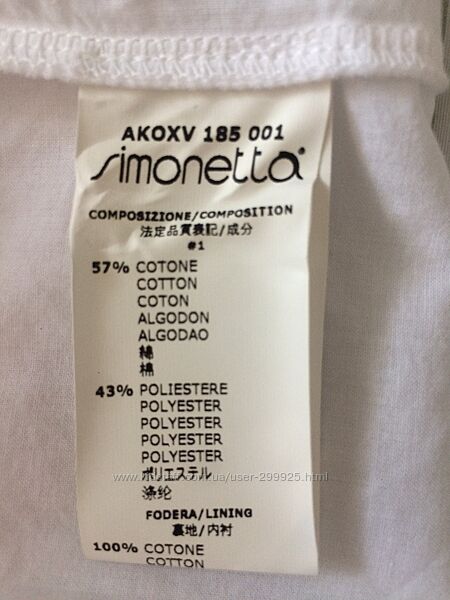 AKOXV 185 001
simonetta®
COMPOSIZIONE/COMPOSITION
法定品質表記/成分
#1
57% COTONE
COTTON
COTON
ALGODON
ALGODAO
綿
棉
43% POLIESTERE
POLYESTER
POLYESTER
POLYESTER
POLYESTER
ポリエステル
涤纶
FODERA/LINING
裏地/内衬
100% COTONE
COTTON